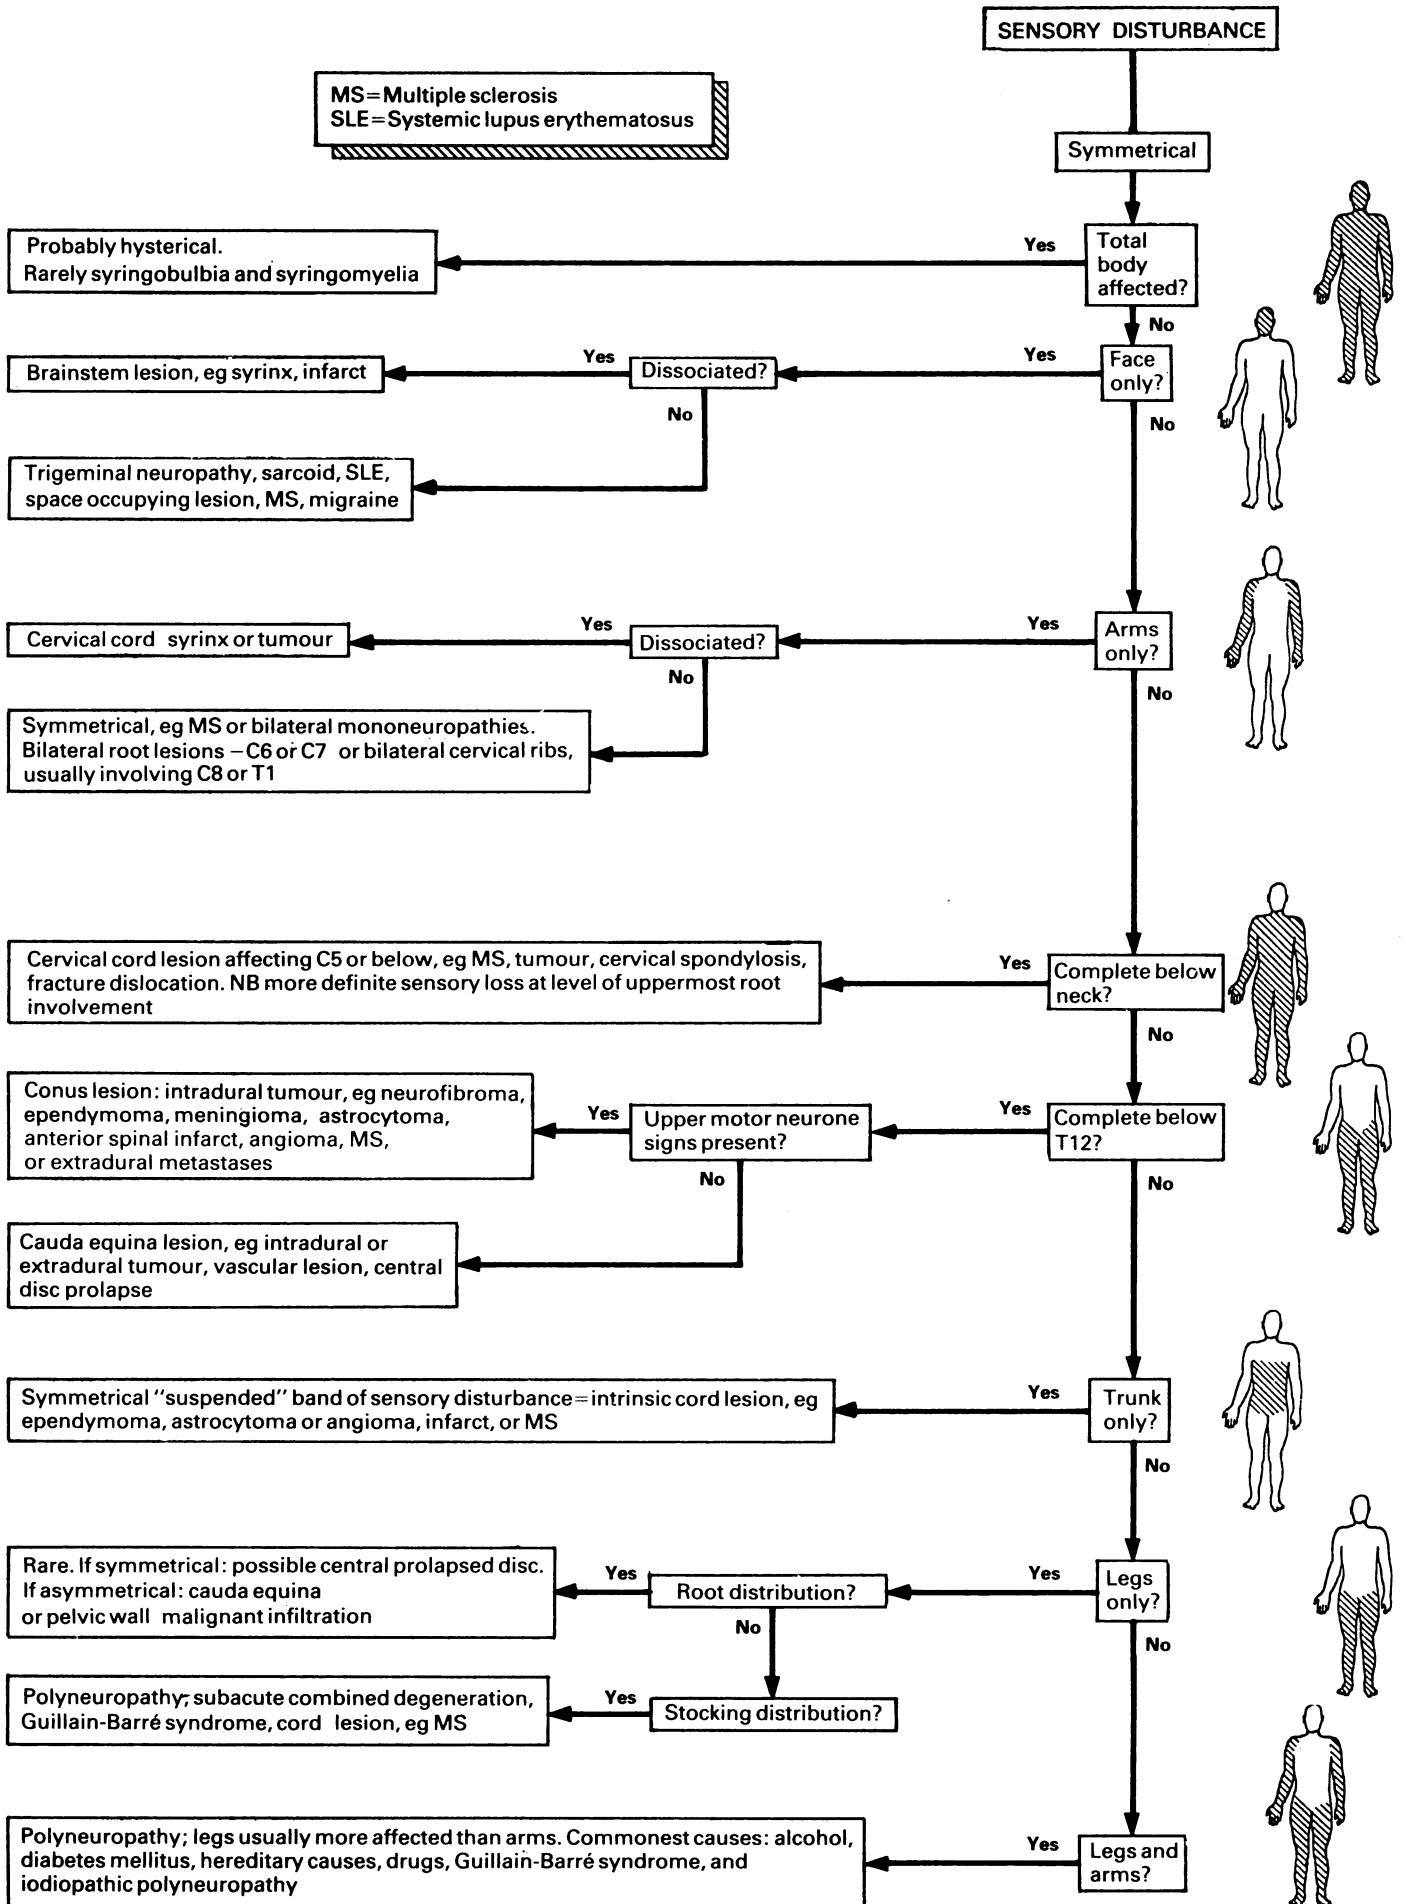 SENSORY DISTURBANCE
MS=Multiple sclerosis
SLE=Systemic lupus erythematosus
Symmetrical
Total
body
affected?
Yes
Probably hysterical.
Rarely syringobulbia and syringomyelia
No
Face
only?
Yes
Dissociated?
Yes
Brainstem lesion, eg syrinx, infarct
No
Trigeminal neuropathy, sarcoid, SLE,
space occupying lesion, MS, migraine
No
Arms
only?
Yes
Dissociated?
Yes
Cervical cord syrinx or tumour
No
Symmetrical, eg MS or bilateral mononeuropathies.
Bilateral root lesions – C6 or C7 or bilateral cervical ribs,
usually involving C8 or T1
No
Complete below
neck?
Yes
Cervical cord lesion affecting C5 or below, eg MS, tumour, cervical spondylosis,
fracture dislocation. NB more definite sensory loss at level of uppermost root
involvement
No
Complete below
T12?
Yes
Upper motor neurone
signs present?
Yes
Conus lesion: intradural tumour, eg neurofibroma,
ependymoma, meningioma, astrocytoma,
anterior spinal infarct, angioma, MS,
or extradural metastases
No
Cauda equina lesion, eg intradural or
extradural tumour, vascular lesion, central
disc prolapse
No
Trunk
only?
Yes
Symmetrical "suspended" band of sensory disturbance=intrinsic cord lesion, eg
ependymoma, astrocytoma or angioma, infarct, or MS
No
Legs
only?
Yes
Root distribution?
Yes
Rare. If symmetrical: possible central prolapsed disc.
If asymmetrical: cauda equina
or pelvic wall malignant infiltration
No
Stocking distribution?
Yes
Polyneuropathy; subacute combined degeneration,
Guillain-Barré syndrome, cord lesion, eg MS
No
Legs and
arms?
Yes
Polyneuropathy; legs usually more affected than arms. Commonest causes: alcohol,
diabetes mellitus, hereditary causes, drugs, Guillain-Barré syndrome, and
iodiopathic polyneuropathy